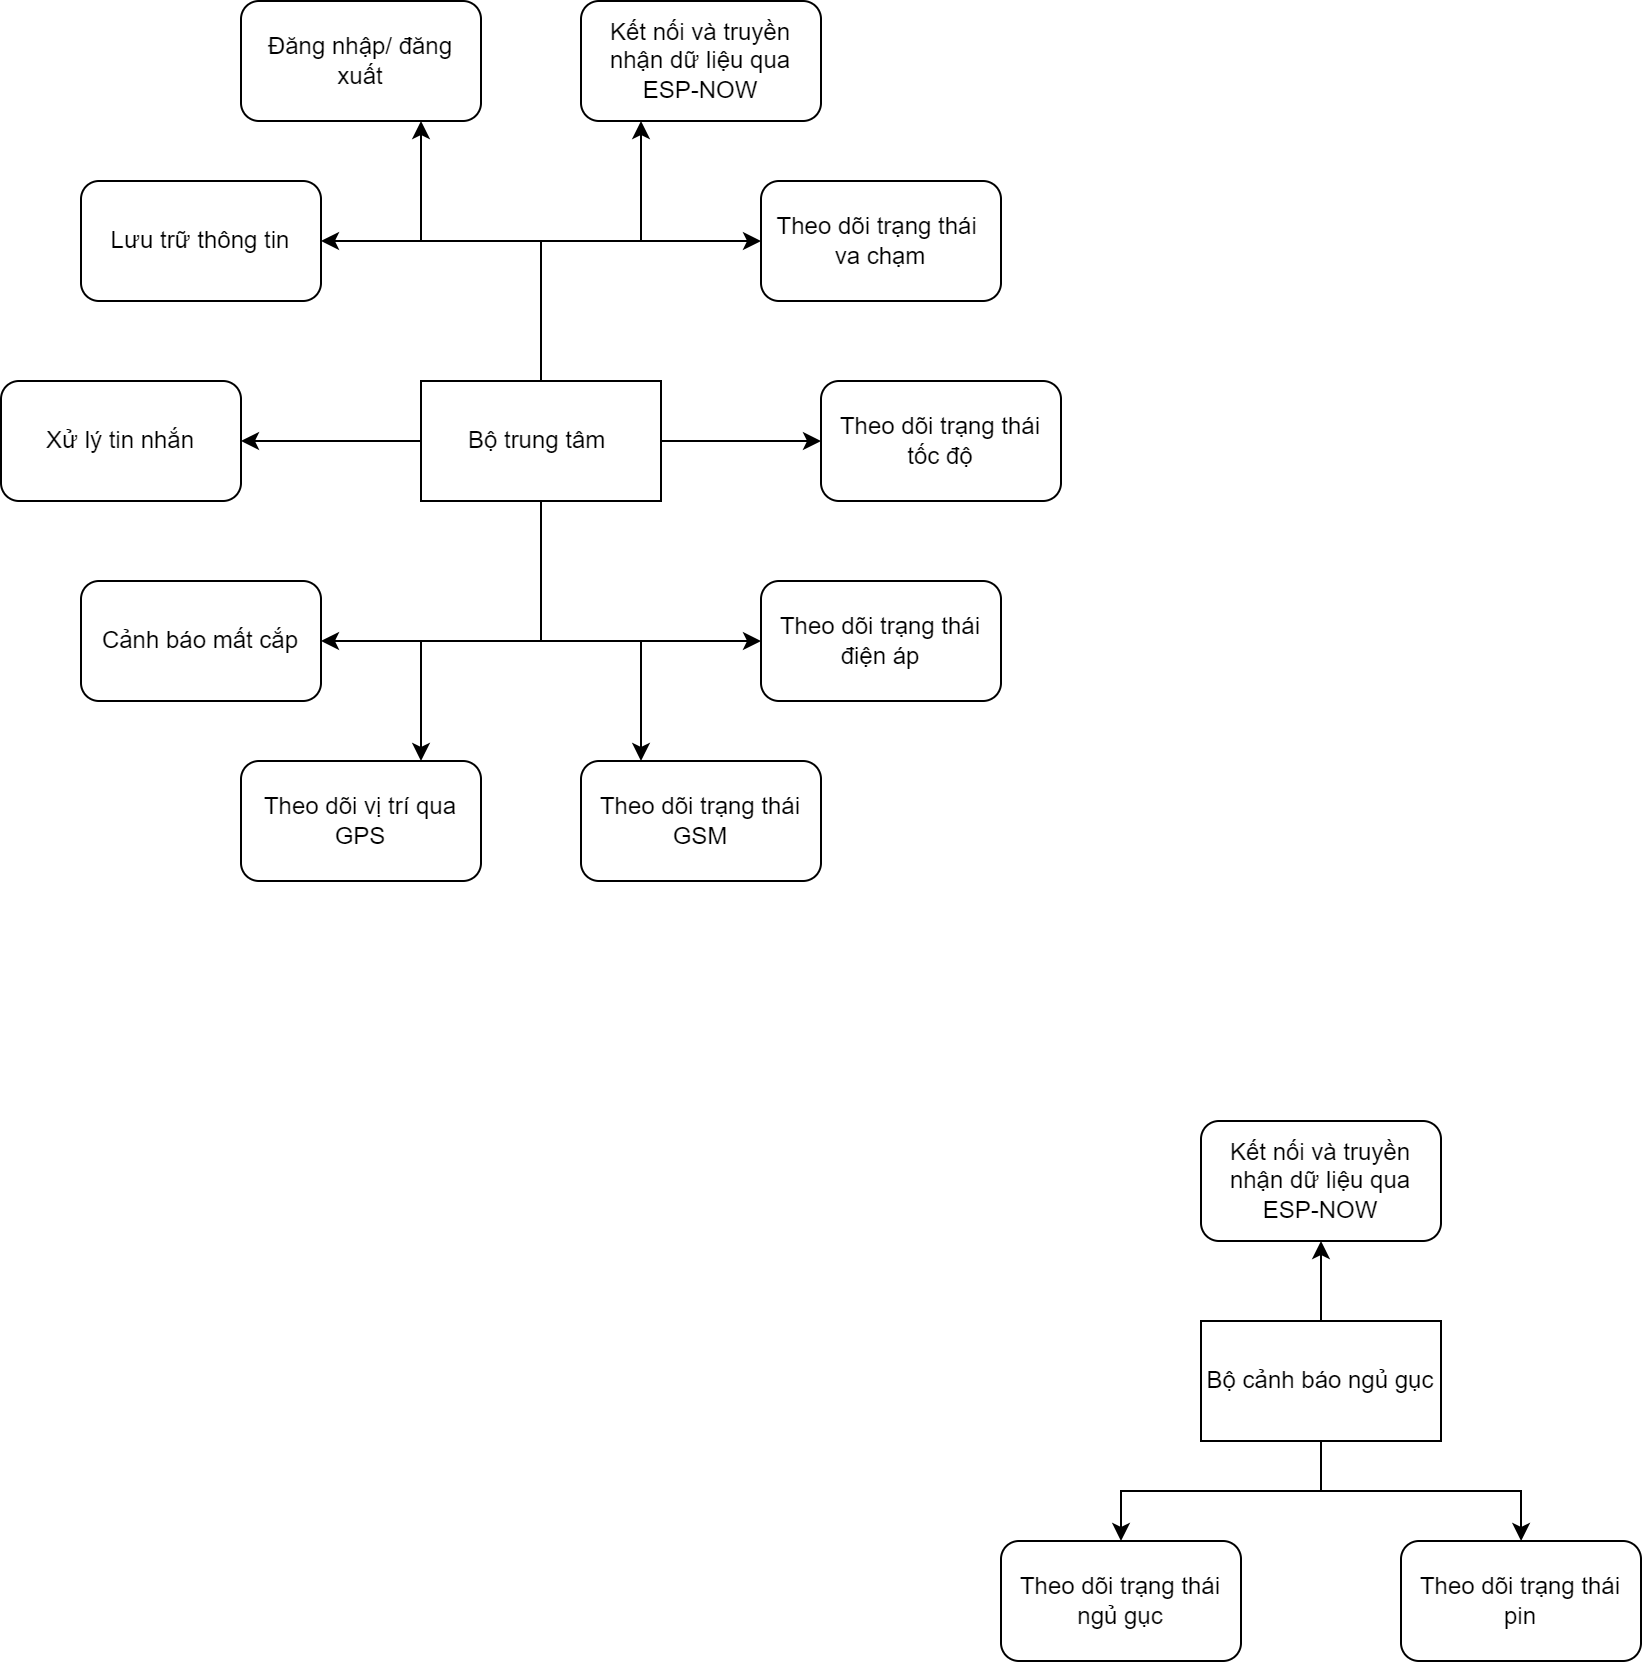 Đăng nhập/ đăng
xuất
Kết nối và truyền
nhận dữ liệu qua
ESP-NOW
Lưu trữ thông tin
Theo dõi trạng thái
va chạm
Xử lý tin nhắn
Bộ trung tâm
Theo dõi trạng thái
tốc độ
Cảnh báo mất cắp
Theo dõi trạng thái
điện áp
Theo dõi vị trí qua
GPS
Theo dõi trạng thái
GSM
Kết nối và truyền
nhận dữ liệu qua
ESP-NOW
Bộ cảnh báo ngủ gục
Theo dõi trạng thái
ngủ gục
Theo dõi trạng thái
pin